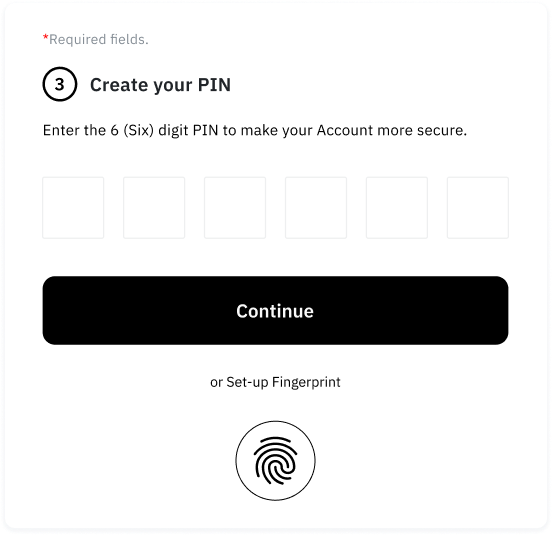 *Required fields.
3 Create your PIN
Enter the 6 (Six) digit PIN to make your Account more secure.
Continue
or Set-up Fingerprint